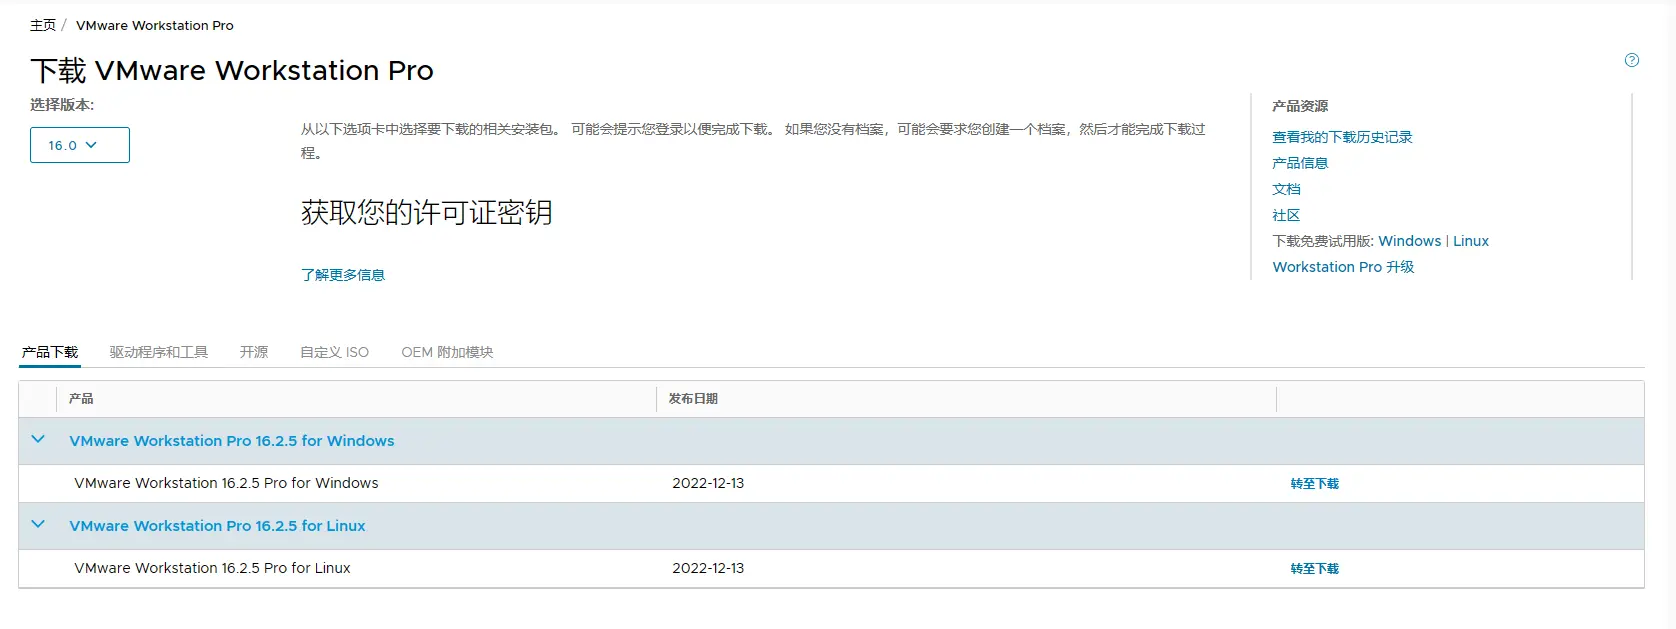 主页 / VMware Workstation Pro
下载 VMware Workstation Pro
选择版本:
16.0
从以下选项卡中选择要下载的相关安装包。 可能会提示您登录以便完成下载。 如果您没有档案，可能会要求您创建一个档案，然后才能完成下载过
程。
获取您的许可证密钥
了解更多信息
产品资源
查看我的下载历史记录
产品信息
文档
社区
下载免费试用版: Windows | Linux
Workstation Pro 升级
产品下载 驱动程序和工具 开源 自定义 ISO OEM 附加模块
产品 发布日期
VMware Workstation Pro 16.2.5 for Windows
VMware Workstation 16.2.5 Pro for Windows 2022-12-13 转至下载
VMware Workstation Pro 16.2.5 for Linux
VMware Workstation 16.2.5 Pro for Linux 2022-12-13 转至下载